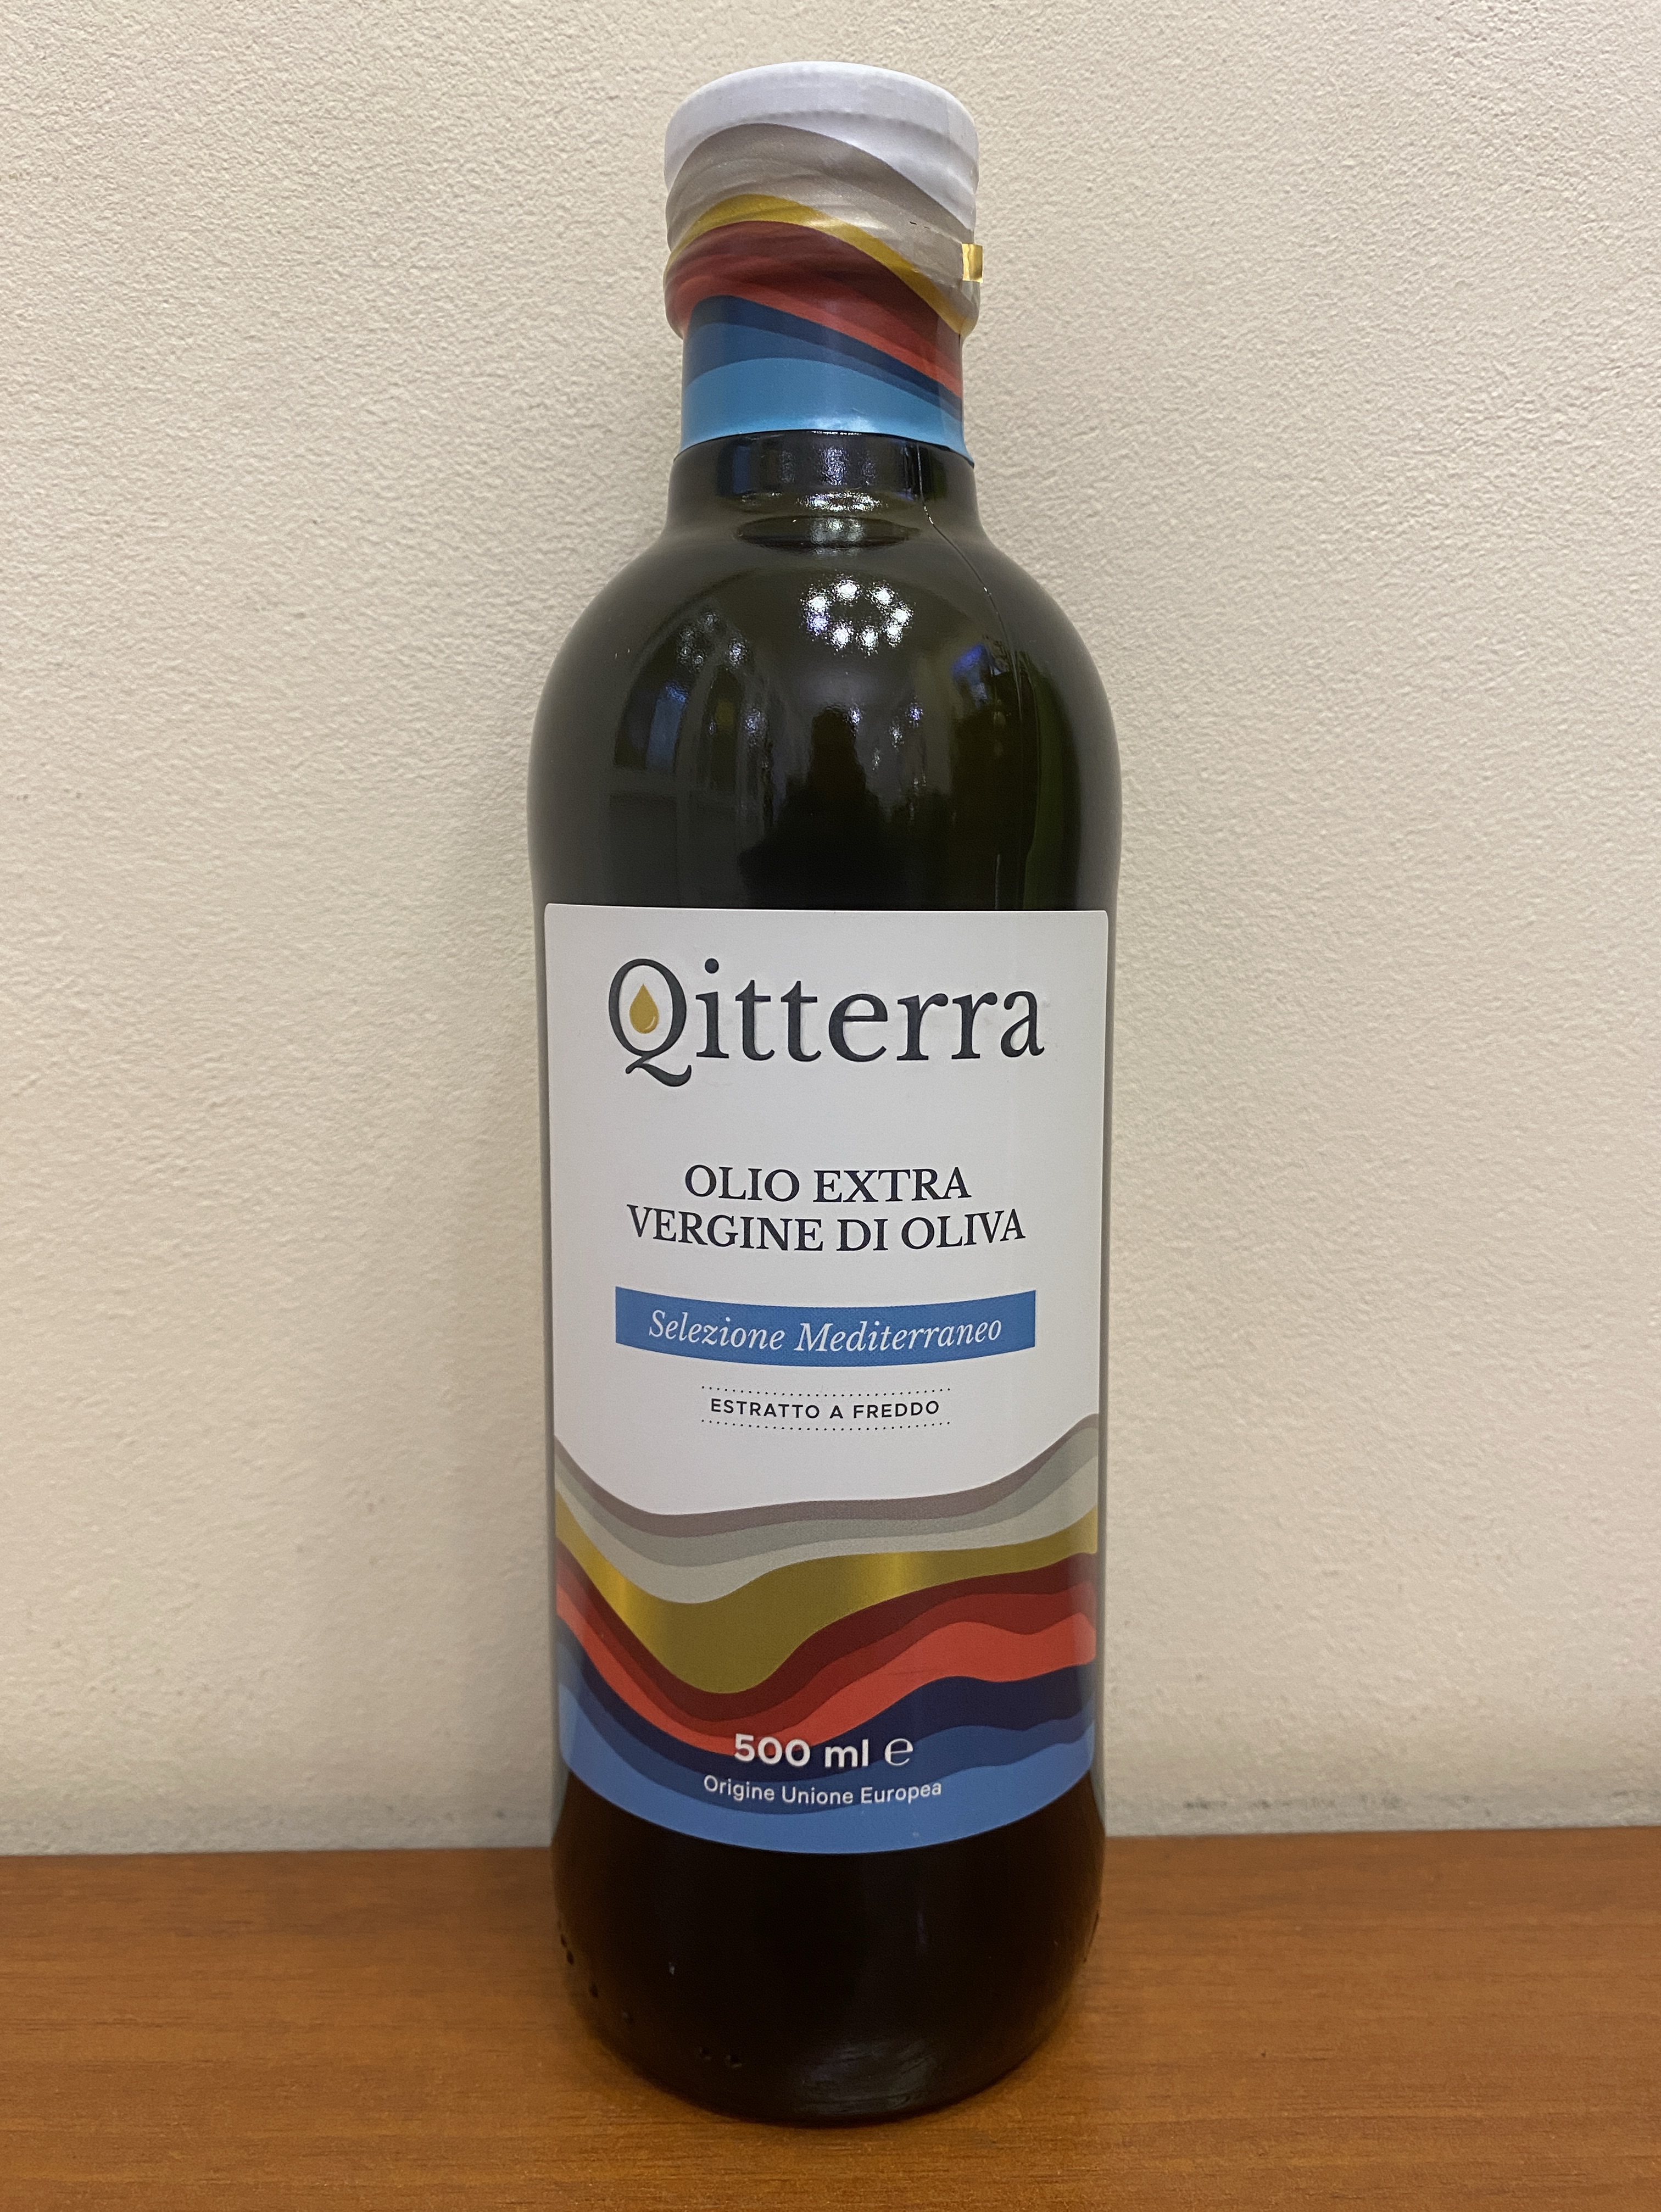 Qitterra
OLIO EXTRA
VERGINE DI OLIVA
Selezione Mediterraneo
ESTRATTO A FREDDO
500 ml ℮
Origine Unione Europea